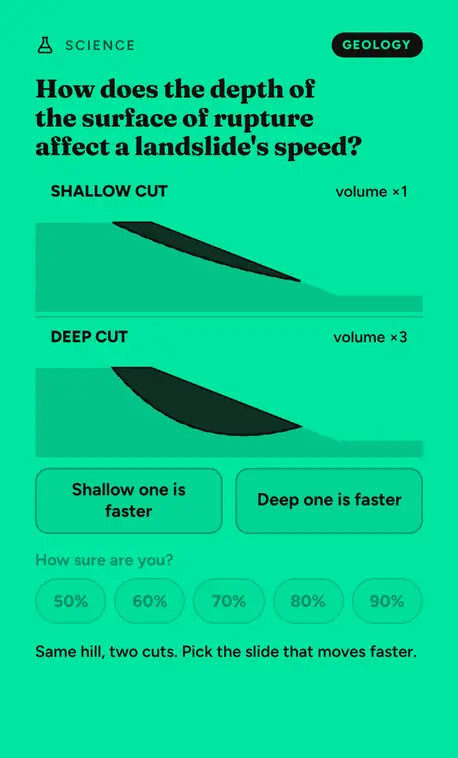 SCIENCE
GEOLOGY
How does the depth of
the surface of rupture
affect a landslide's speed?
SHALLOW CUT
volume ×1
DEEP CUT
volume ×3
Shallow one is
faster
Deep one is faster
How sure are you?
50%
60%
70%
80%
90%
Same hill, two cuts. Pick the slide that moves faster.